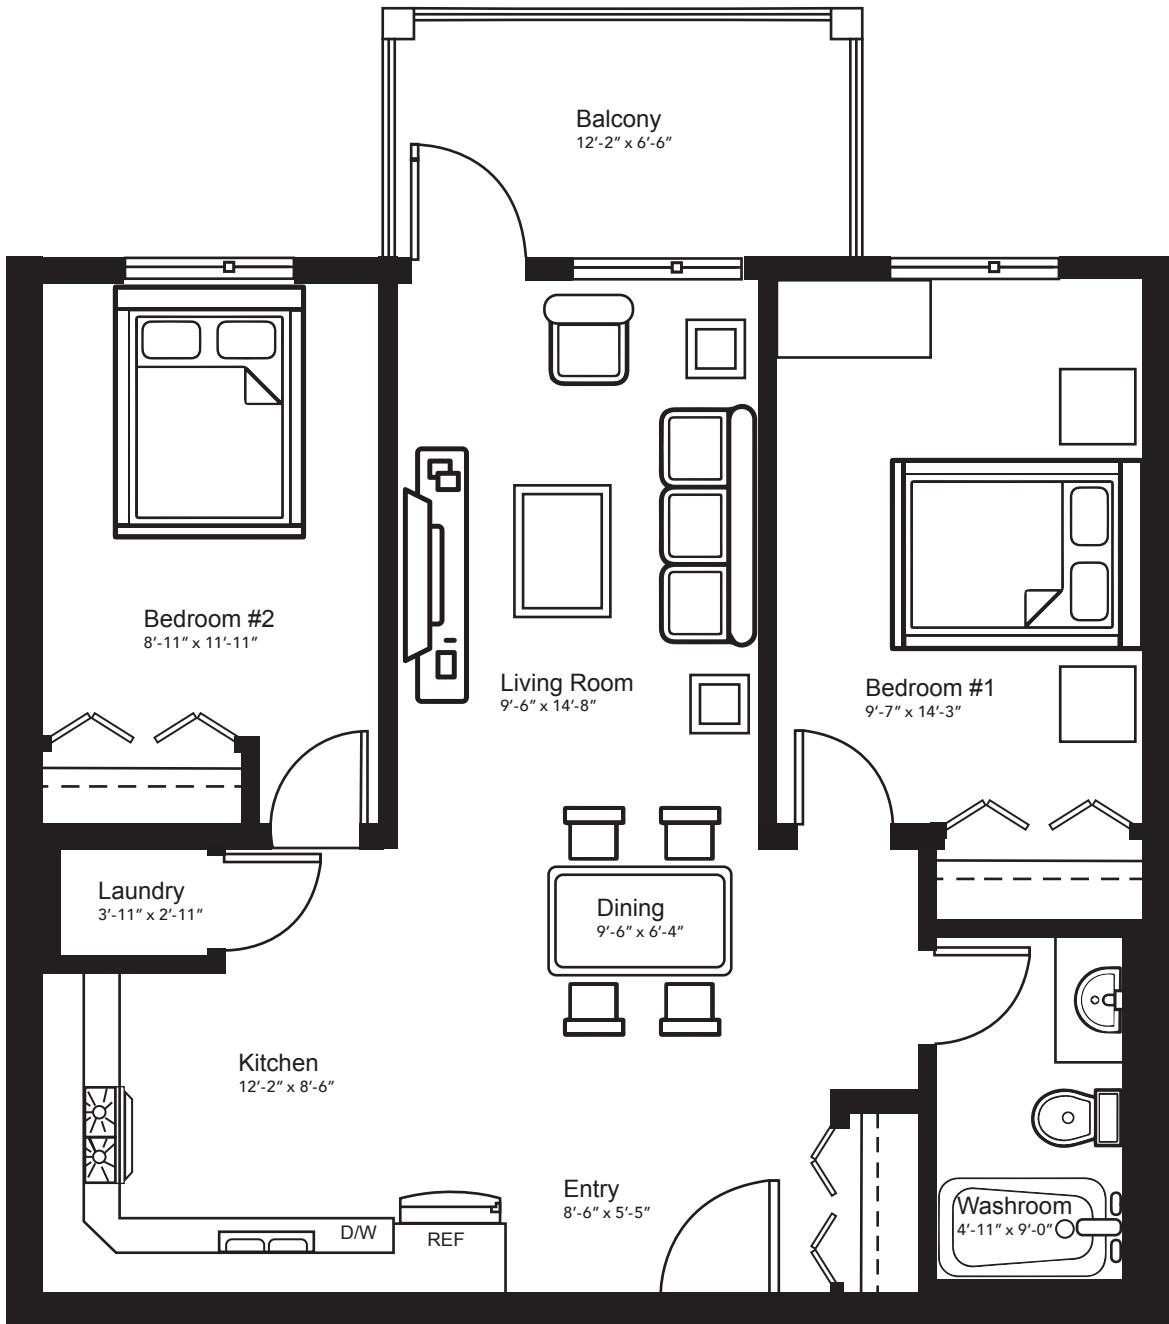 Balcony
12′-2″ x 6′-6″
Bedroom #2
8′-11″ x 11′-11″
Living Room
9′-6″ x 14′-8″
Bedroom #1
9′-7″ x 14′-3″
Laundry
3′-11″ x 2′-11″
Dining
9′-6″ x 6′-4″
Kitchen
12′-2″ x 8′-6″
Entry
8′-6″ x 5′-5″
Washroom
4′-11″ x 9′-0″
D/W
REF